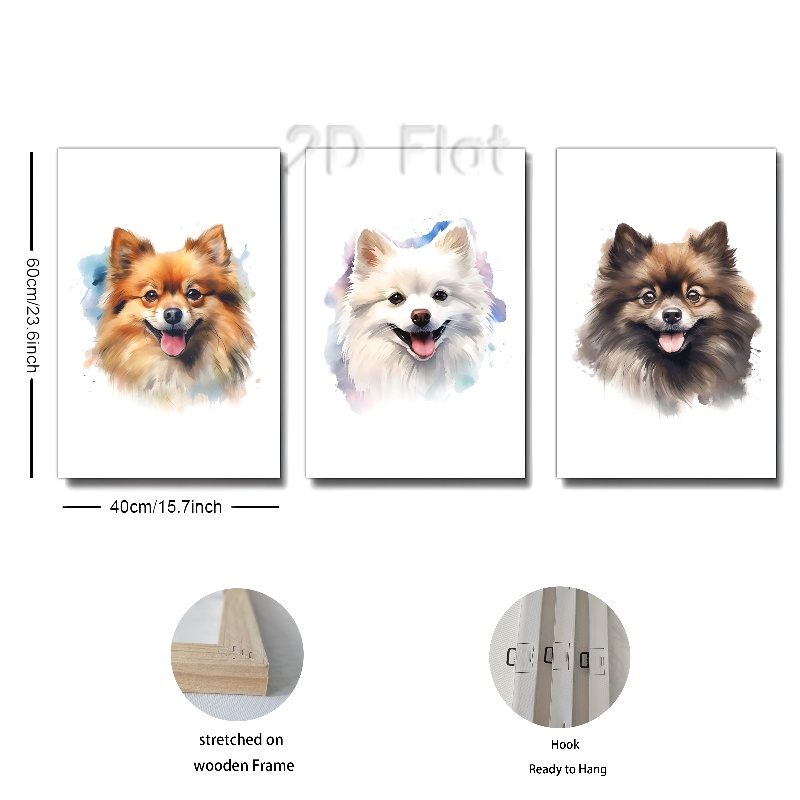 2D Flat
60cm/23.6inch
40cm/15.7inch
stretched on
wooden Frame
Hook
Ready to Hang